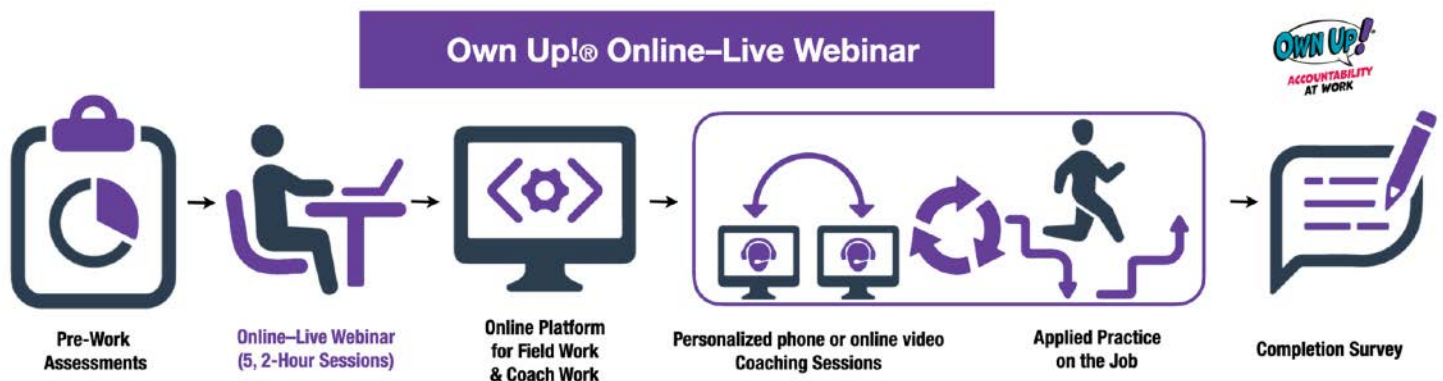 Own Up!® Online–Live Webinar
OWN UP!™
ACCOUNTABILITY
AT WORK
Pre-Work
Assessments
Online–Live Webinar
(5, 2-Hour Sessions)
Online Platform
for Field Work
& Coach Work
Personalized phone or online video
Coaching Sessions
Applied Practice
on the Job
Completion Survey